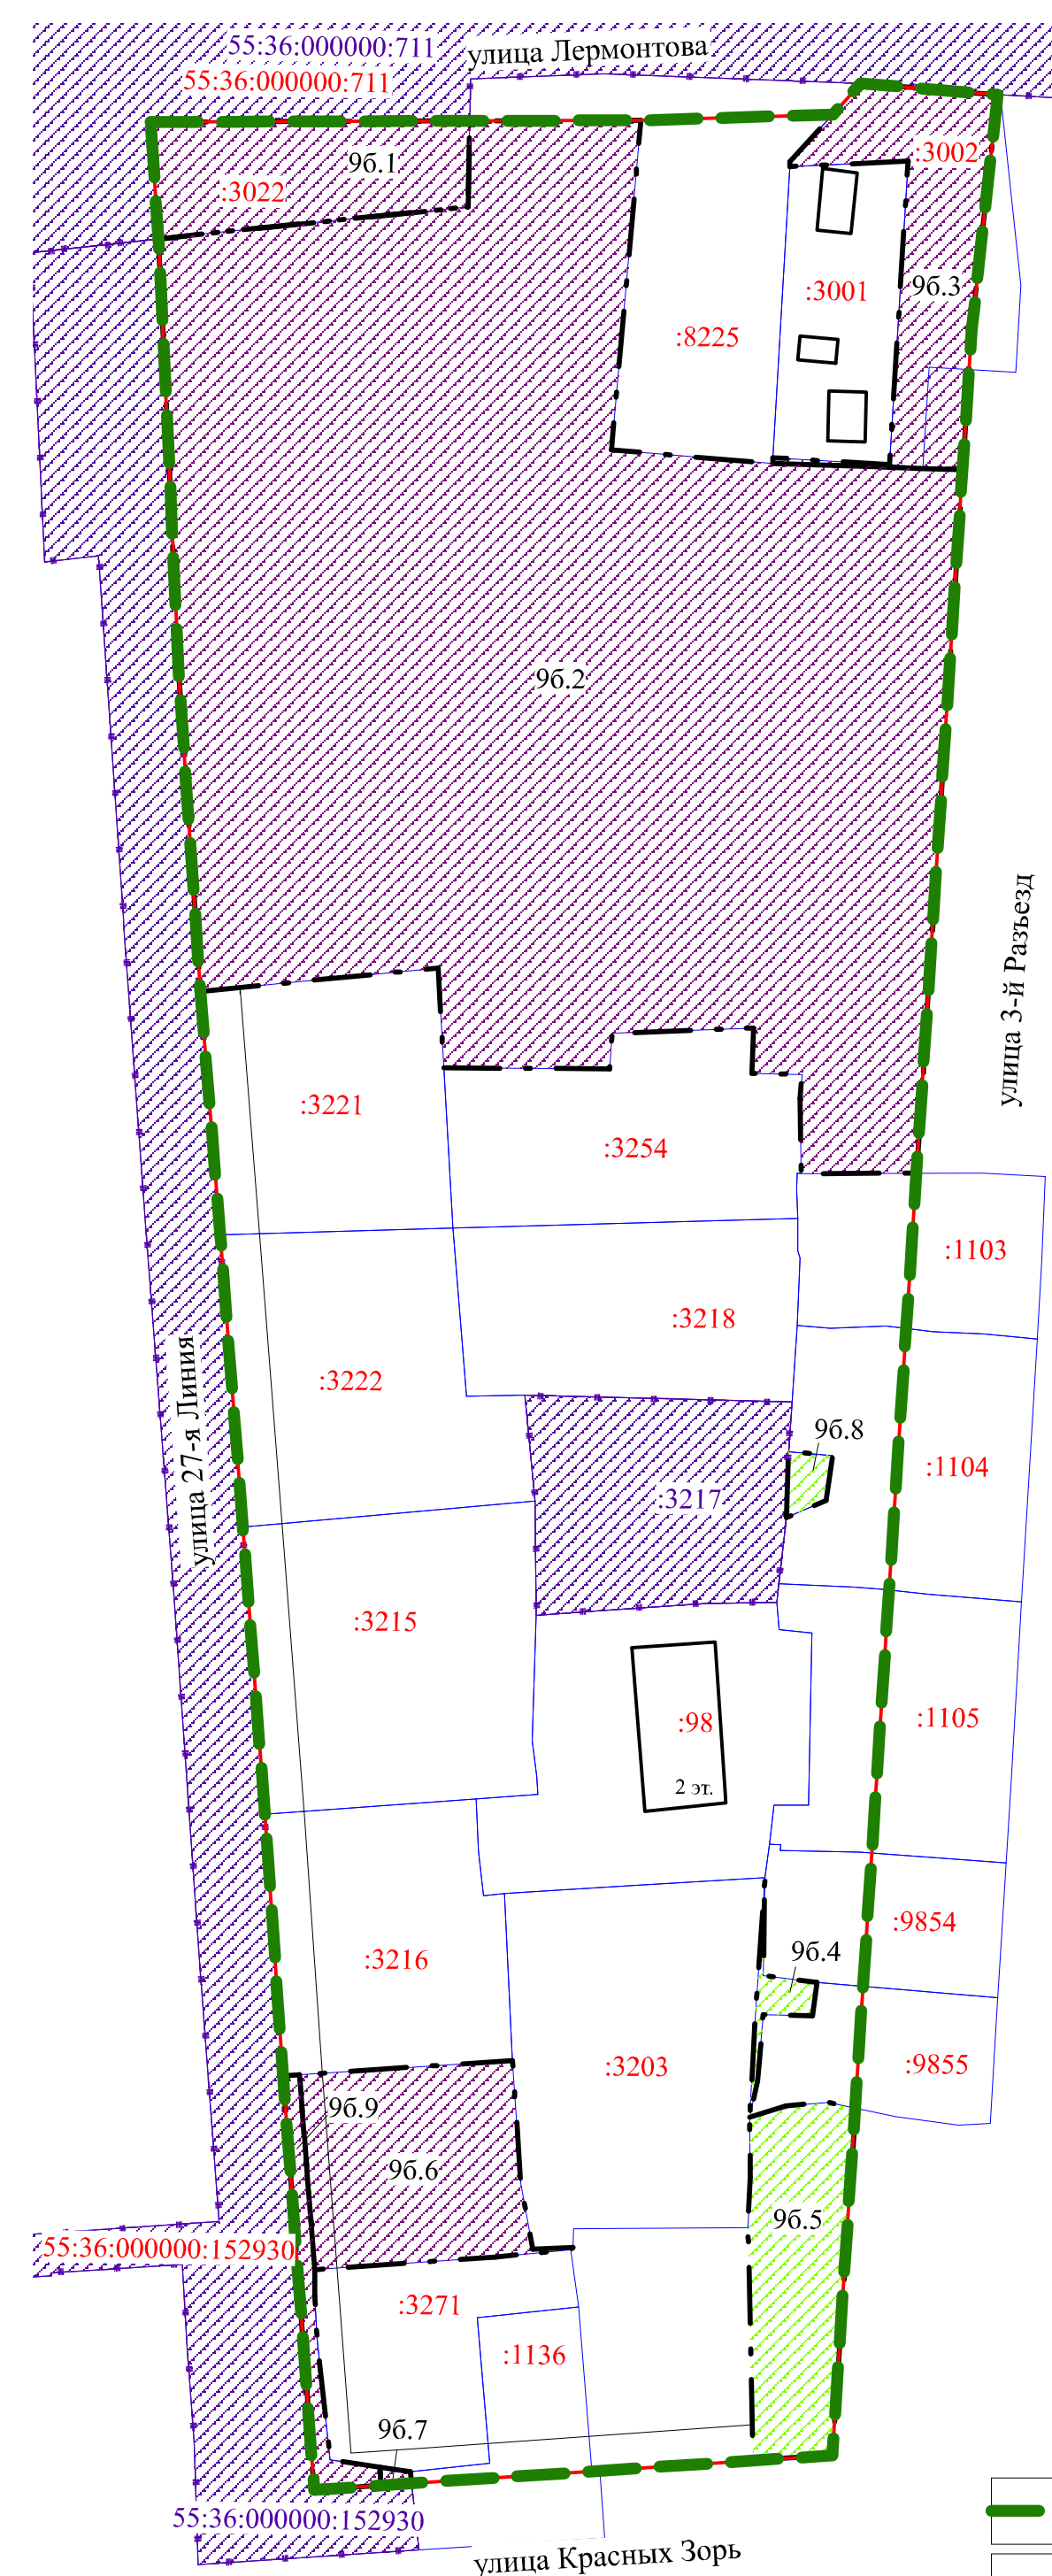 55:36:000000:711
улица Лермонтова
55:36:000000:711
:3002
9б.1
:3022
9б.3
:3001
:8225
9б.2
улица 3-й Разъезд
:3221
:3254
:1103
:3218
:3222
улица 27-я Линия
9б.8
:1104
:3217
:3215
:98
:1105
2 эт.
:9854
9б.4
:3216
:9855
:3203
9б.9
9б.6
9б.5
55:36:000000:152930
:3271
:1136
9б.7
55:36:000000:152930
улица Красных Зорь